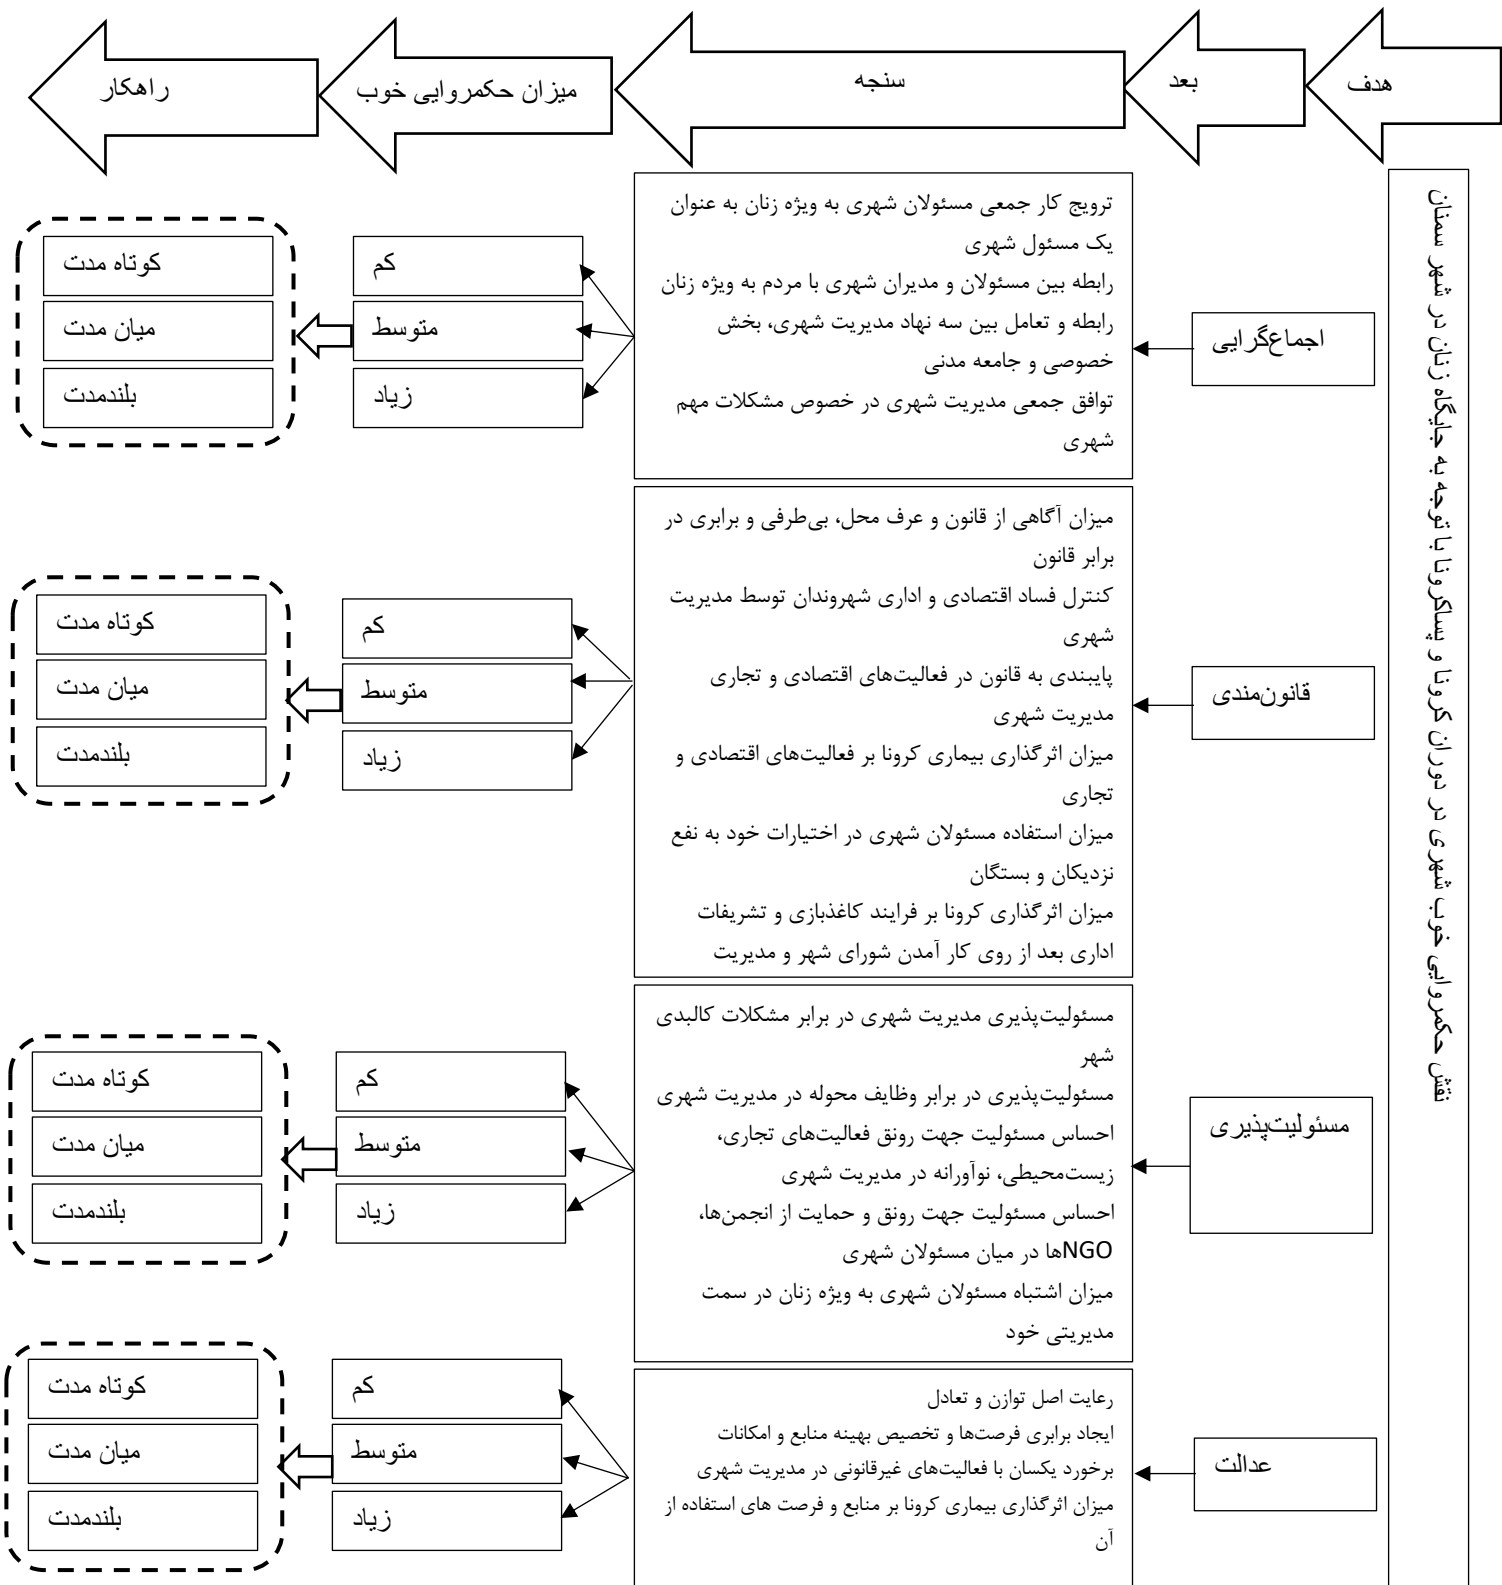 هدف
بعد
سنجه
میزان حکمروایی خوب
راهکار
نقش حکمروایی خوب شهری در دوران کرونا و پساکرونا با توجه به جایگاه زنان در شهر سمنان
اجماع‌گرایی
ترویج کار جمعی مسئولان شهری به ویژه زنان به عنوان
یک مسئول شهری
رابطه بین مسئولان و مدیران شهری با مردم به ویژه زنان
رابطه و تعامل بین سه نهاد مدیریت شهری، بخش
خصوصی و جامعه مدنی
توافق جمعی مدیریت شهری در خصوص مشکلات مهم
شهری
کم
متوسط
زیاد
کوتاه مدت
میان مدت
بلندمدت
قانون‌مندی
میزان آگاهی از قانون و عرف محل، بی‌طرفی و برابری در
برابر قانون
کنترل فساد اقتصادی و اداری شهروندان توسط مدیریت
شهری
پایبندی به قانون در فعالیت‌های اقتصادی و تجاری
مدیریت شهری
میزان اثرگذاری بیماری کرونا بر فعالیت‌های اقتصادی و
تجاری
میزان استفاده مسئولان شهری در اختیارات خود به نفع
نزدیکان و بستگان
میزان اثرگذاری کرونا بر فرایند کاغذبازی و تشریفات
اداری بعد از روی کار آمدن شورای شهر و مدیریت
کم
متوسط
زیاد
کوتاه مدت
میان مدت
بلندمدت
مسئولیت‌پذیری
مسئولیت‌پذیری مدیریت شهری در برابر مشکلات کالبدی
شهر
مسئولیت‌پذیری در برابر وظایف محوله در مدیریت شهری
احساس مسئولیت جهت رونق فعالیت‌های تجاری،
زیست‌محیطی، نوآورانه در مدیریت شهری
احساس مسئولیت جهت رونق و حمایت از انجمن‌ها،
NGOها در میان مسئولان شهری
میزان اشتباه مسئولان شهری به ویژه زنان در سمت
مدیریتی خود
کم
متوسط
زیاد
کوتاه مدت
میان مدت
بلندمدت
عدالت
رعایت اصل توازن و تعادل
ایجاد برابری فرصت‌ها و تخصیص بهینه منابع و امکانات
برخورد یکسان با فعالیت‌های غیرقانونی در مدیریت شهری
میزان اثرگذاری بیماری کرونا بر منابع و فرصت های استفاده از
آن
کم
متوسط
زیاد
کوتاه مدت
میان مدت
بلندمدت